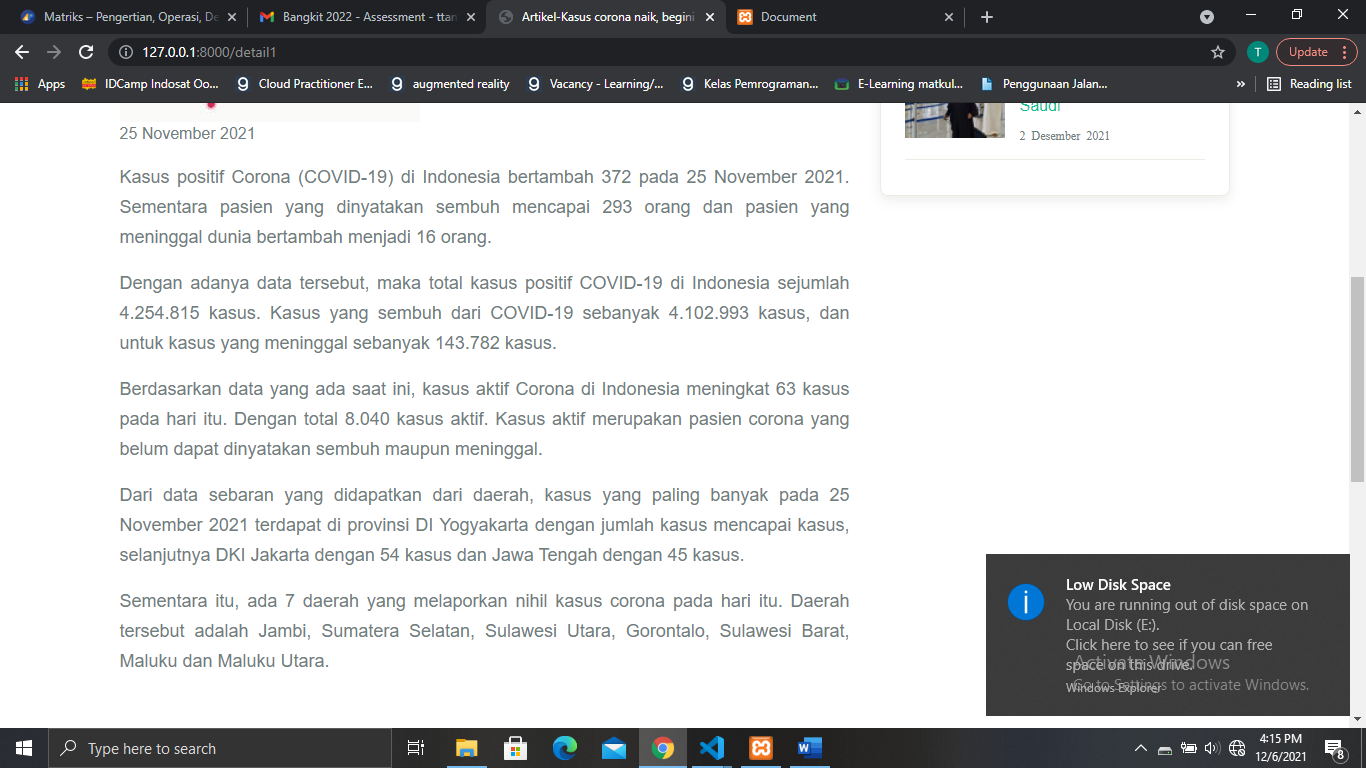 Matriks – Pengertian, Operasi, De
Bangkit 2022 - Assessment - ttan
Artikel-Kasus corona naik, begini
Document
127.0.0.1:8000/detail1
T
Update
Apps
IDCamp Indosat Oo...
Cloud Practitioner E...
augmented reality
Vacancy - Learning/...
Kelas Pemrograman...
E-Learning matkul...
Penggunaan Jalan...
»
Reading list
25 November 2021
Kasus positif Corona (COVID-19) di Indonesia bertambah 372 pada 25 November 2021.
Sementara pasien yang dinyatakan sembuh mencapai 293 orang dan pasien yang
meninggal dunia bertambah menjadi 16 orang.
Dengan adanya data tersebut, maka total kasus positif COVID-19 di Indonesia sejumlah
4.254.815 kasus. Kasus yang sembuh dari COVID-19 sebanyak 4.102.993 kasus, dan
untuk kasus yang meninggal sebanyak 143.782 kasus.
Berdasarkan data yang ada saat ini, kasus aktif Corona di Indonesia meningkat 63 kasus
pada hari itu. Dengan total 8.040 kasus aktif. Kasus aktif merupakan pasien corona yang
belum dapat dinyatakan sembuh maupun meninggal.
Dari data sebaran yang didapatkan dari daerah, kasus yang paling banyak pada 25
November 2021 terdapat di provinsi DI Yogyakarta dengan jumlah kasus mencapai kasus,
selanjutnya DKI Jakarta dengan 54 kasus dan Jawa Tengah dengan 45 kasus.
Sementara itu, ada 7 daerah yang melaporkan nihil kasus corona pada hari itu. Daerah
tersebut adalah Jambi, Sumatera Selatan, Sulawesi Utara, Gorontalo, Sulawesi Barat,
Maluku dan Maluku Utara.
Saudi
2 Desember 2021
Low Disk Space
You are running out of disk space on
Local Disk (E:).
Click here to see if you can free
space on this drive.
Windows Explorer
Activate Windows
Go to Settings to activate Windows.
Type here to search
4:15 PM
12/6/2021
8